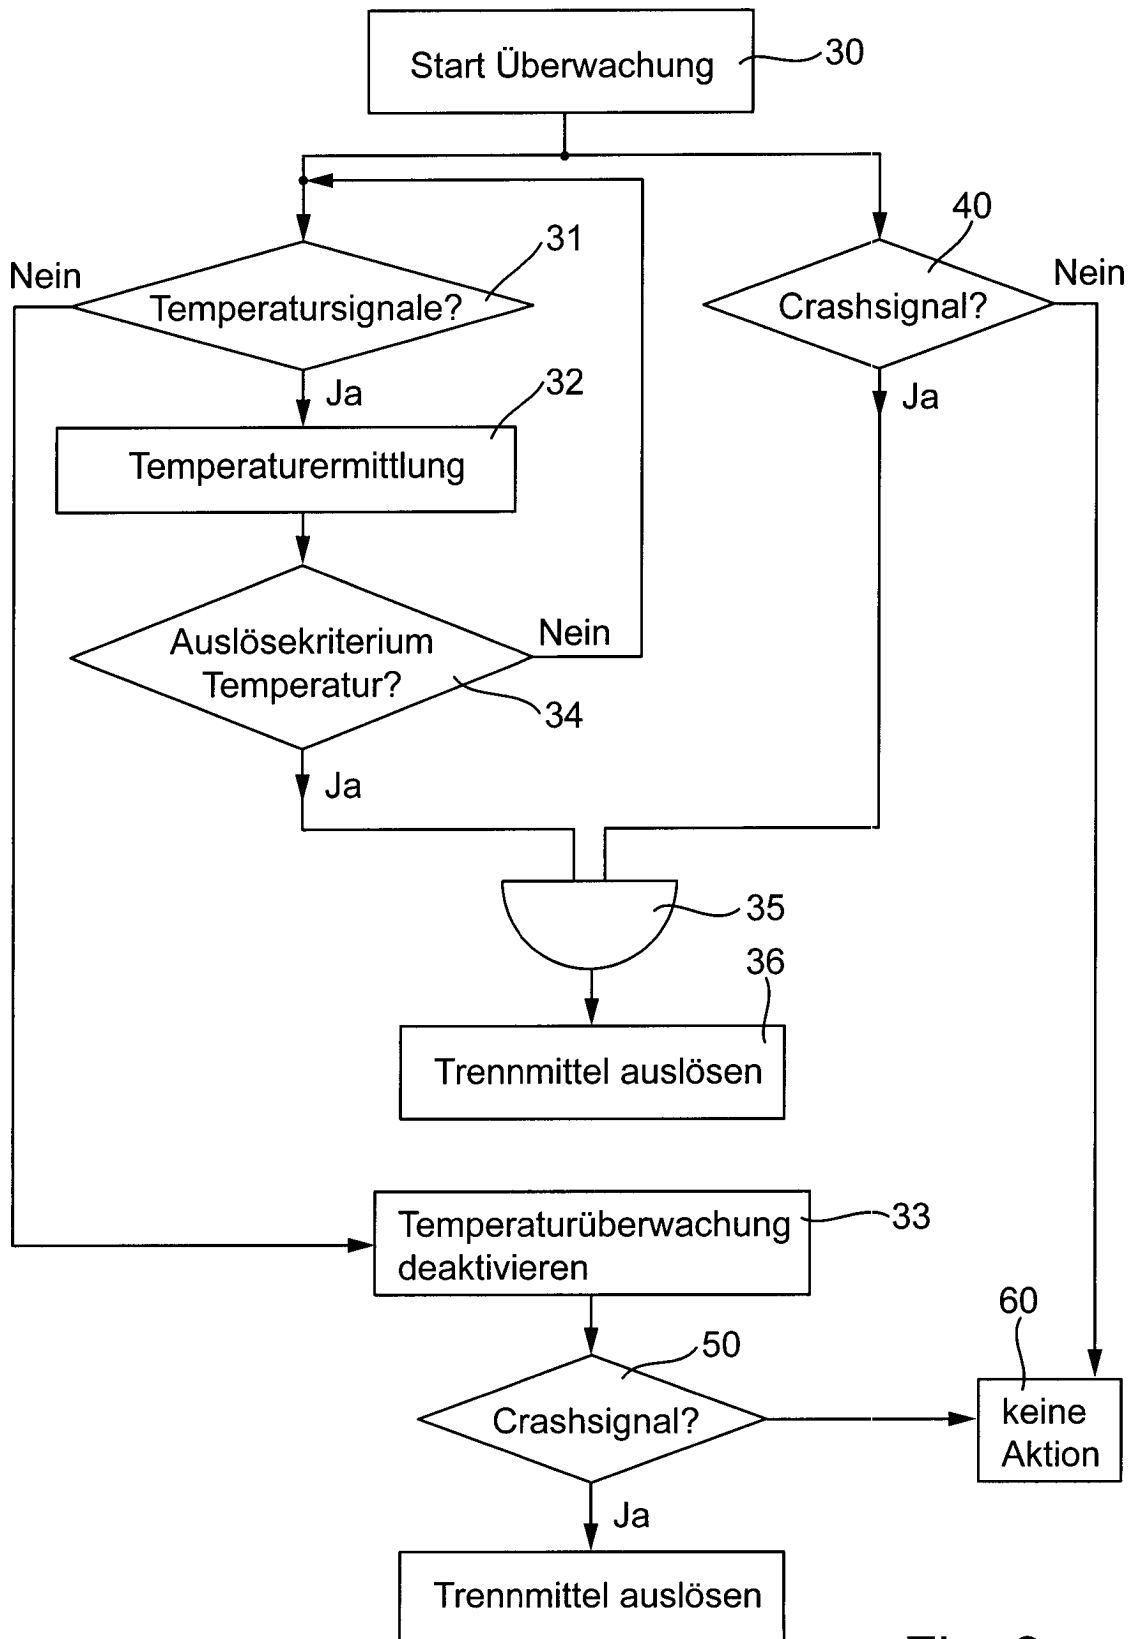 Start Überwachung
30
40
31
Nein
Nein
Temperatursignale?
Crashsignal?
Ja
32
Ja
Temperaturermittlung
Auslösekriterium
Temperatur?
Nein
34
Ja
35
36
Trennmittel auslösen
Temperaturüberwachung
deaktivieren
33
60
50
Crashsignal?
keine
Aktion
Ja
Trennmittel auslösen